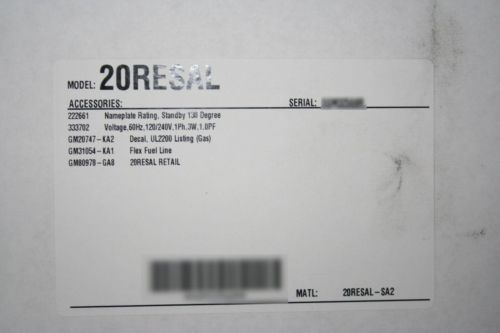 MODEL: 20RESAL
ACCESSORIES: SERIAL:
222661 Nameplate Rating, Standby 130 Degree
333702 Voltage,60Hz,120/240V,1Ph,3W,1.0PF
GM20747-KA2 Decal, UL2200 Listing (Gas)
GM31054-KA1 Flex Fuel Line
GM80978-GA8 20RESAL RETAIL
MATL: 20RESAL-SA2